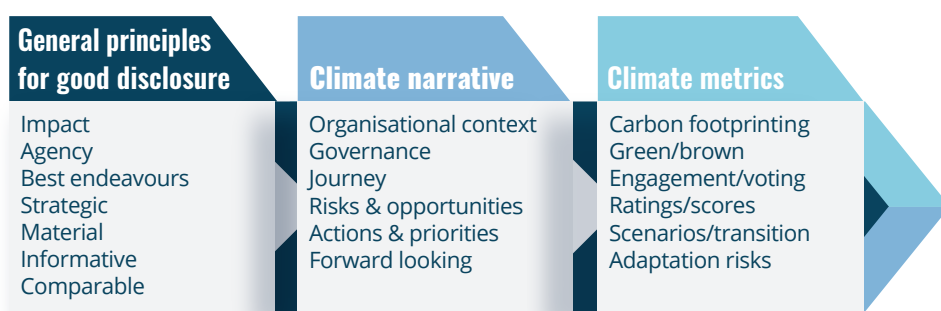 General principles
for good disclosure
Impact
Agency
Best endeavours
Strategic
Material
Informative
Comparable
Climate narrative
Organisational context
Governance
Journey
Risks & opportunities
Actions & priorities
Forward looking
Climate metrics
Carbon footprinting
Green/brown
Engagement/voting
Ratings/scores
Scenarios/transition
Adaptation risks